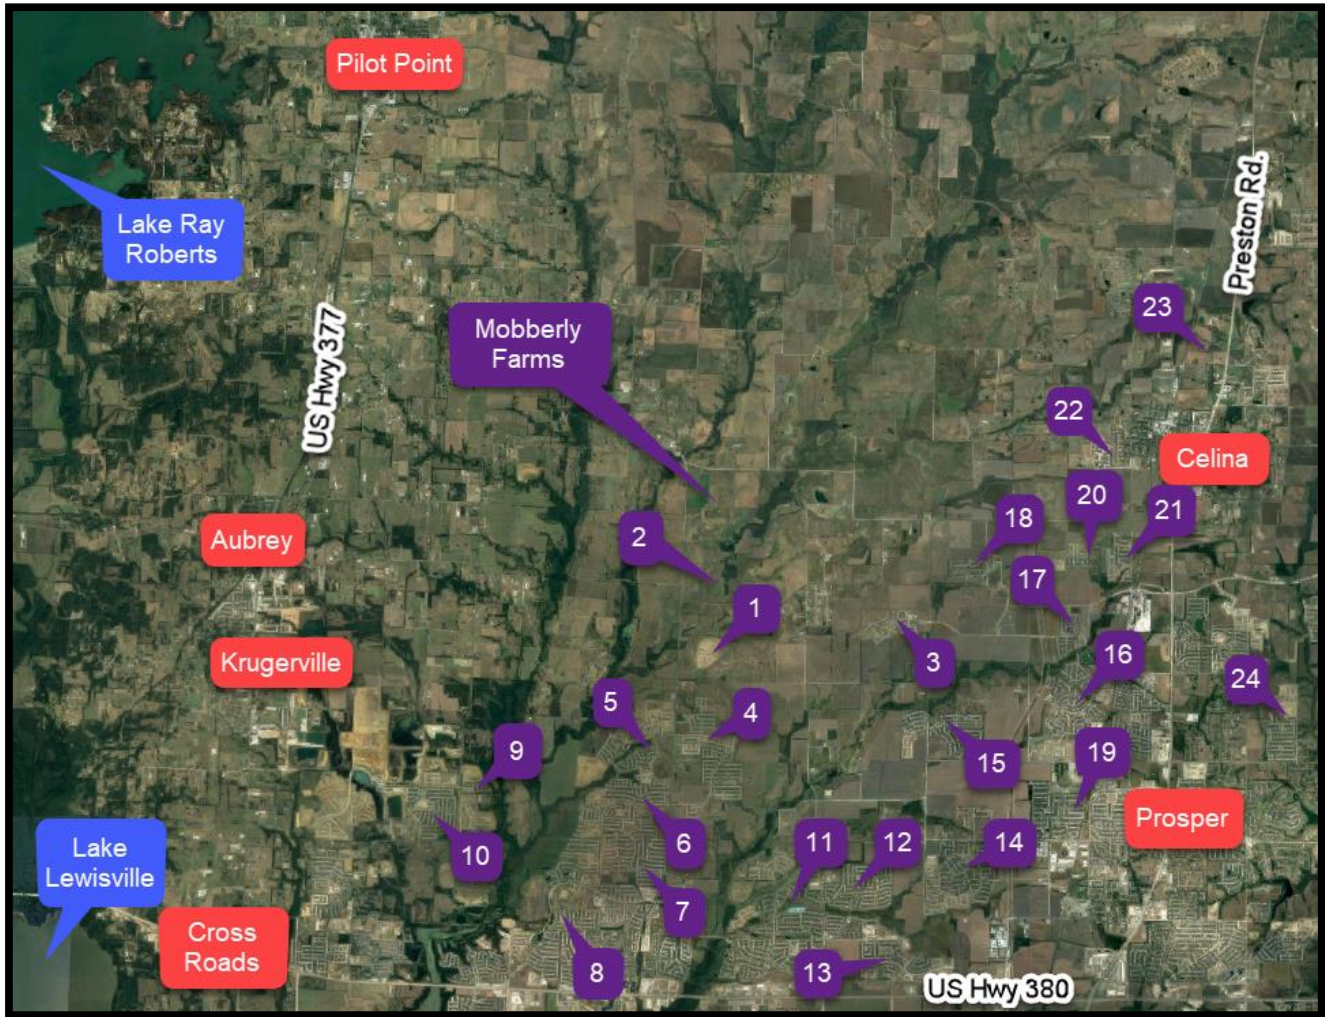 Pilot Point
Lake Ray
Roberts
Preston Rd.
23
US Hwy 377
Mobberly
Farms
22
Celina
20
21
18
2
Aubrey
17
1
Krugerville
3
16
24
5
4
9
15
19
Prosper
6
11
12
14
10
Lake
Lewisville
7
Cross
Roads
8
13
US Hwy 380